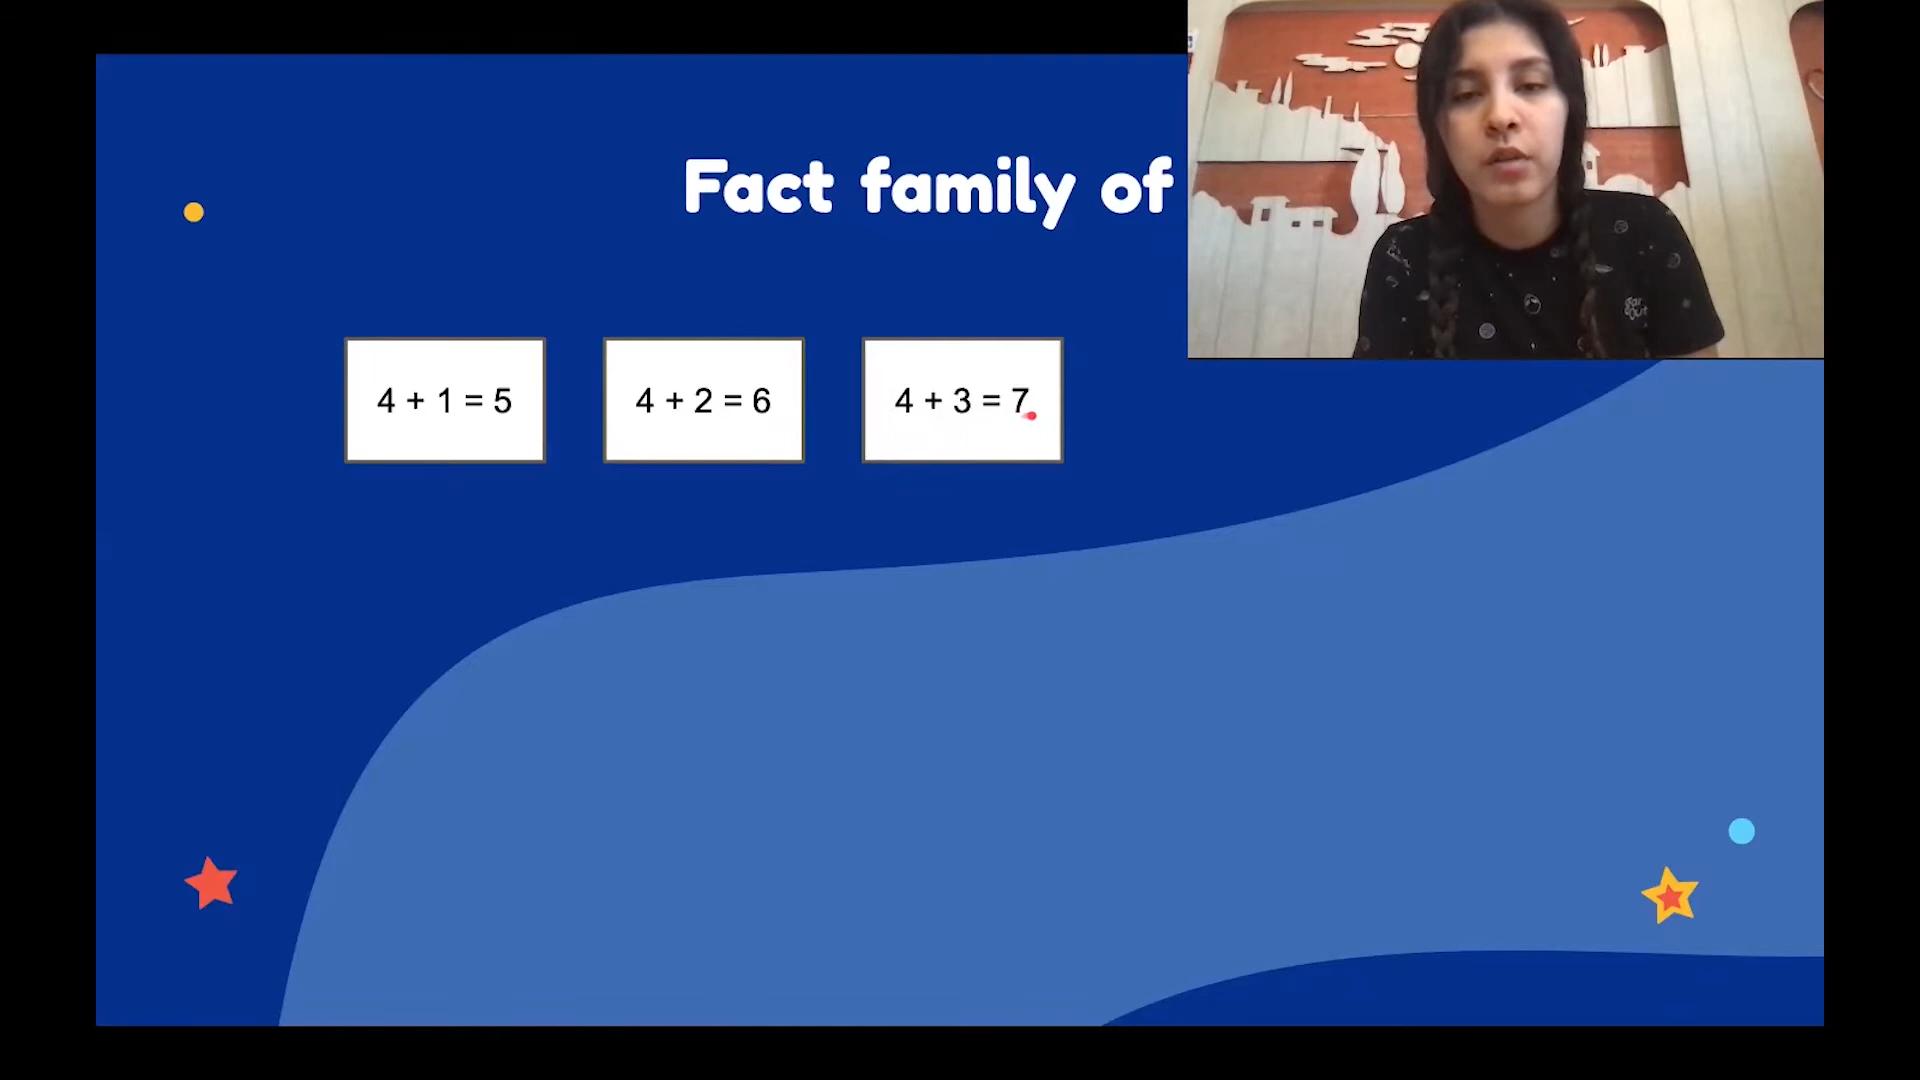 Fact family of
4 + 1 = 5
4 + 2 = 6
4 + 3 = 7